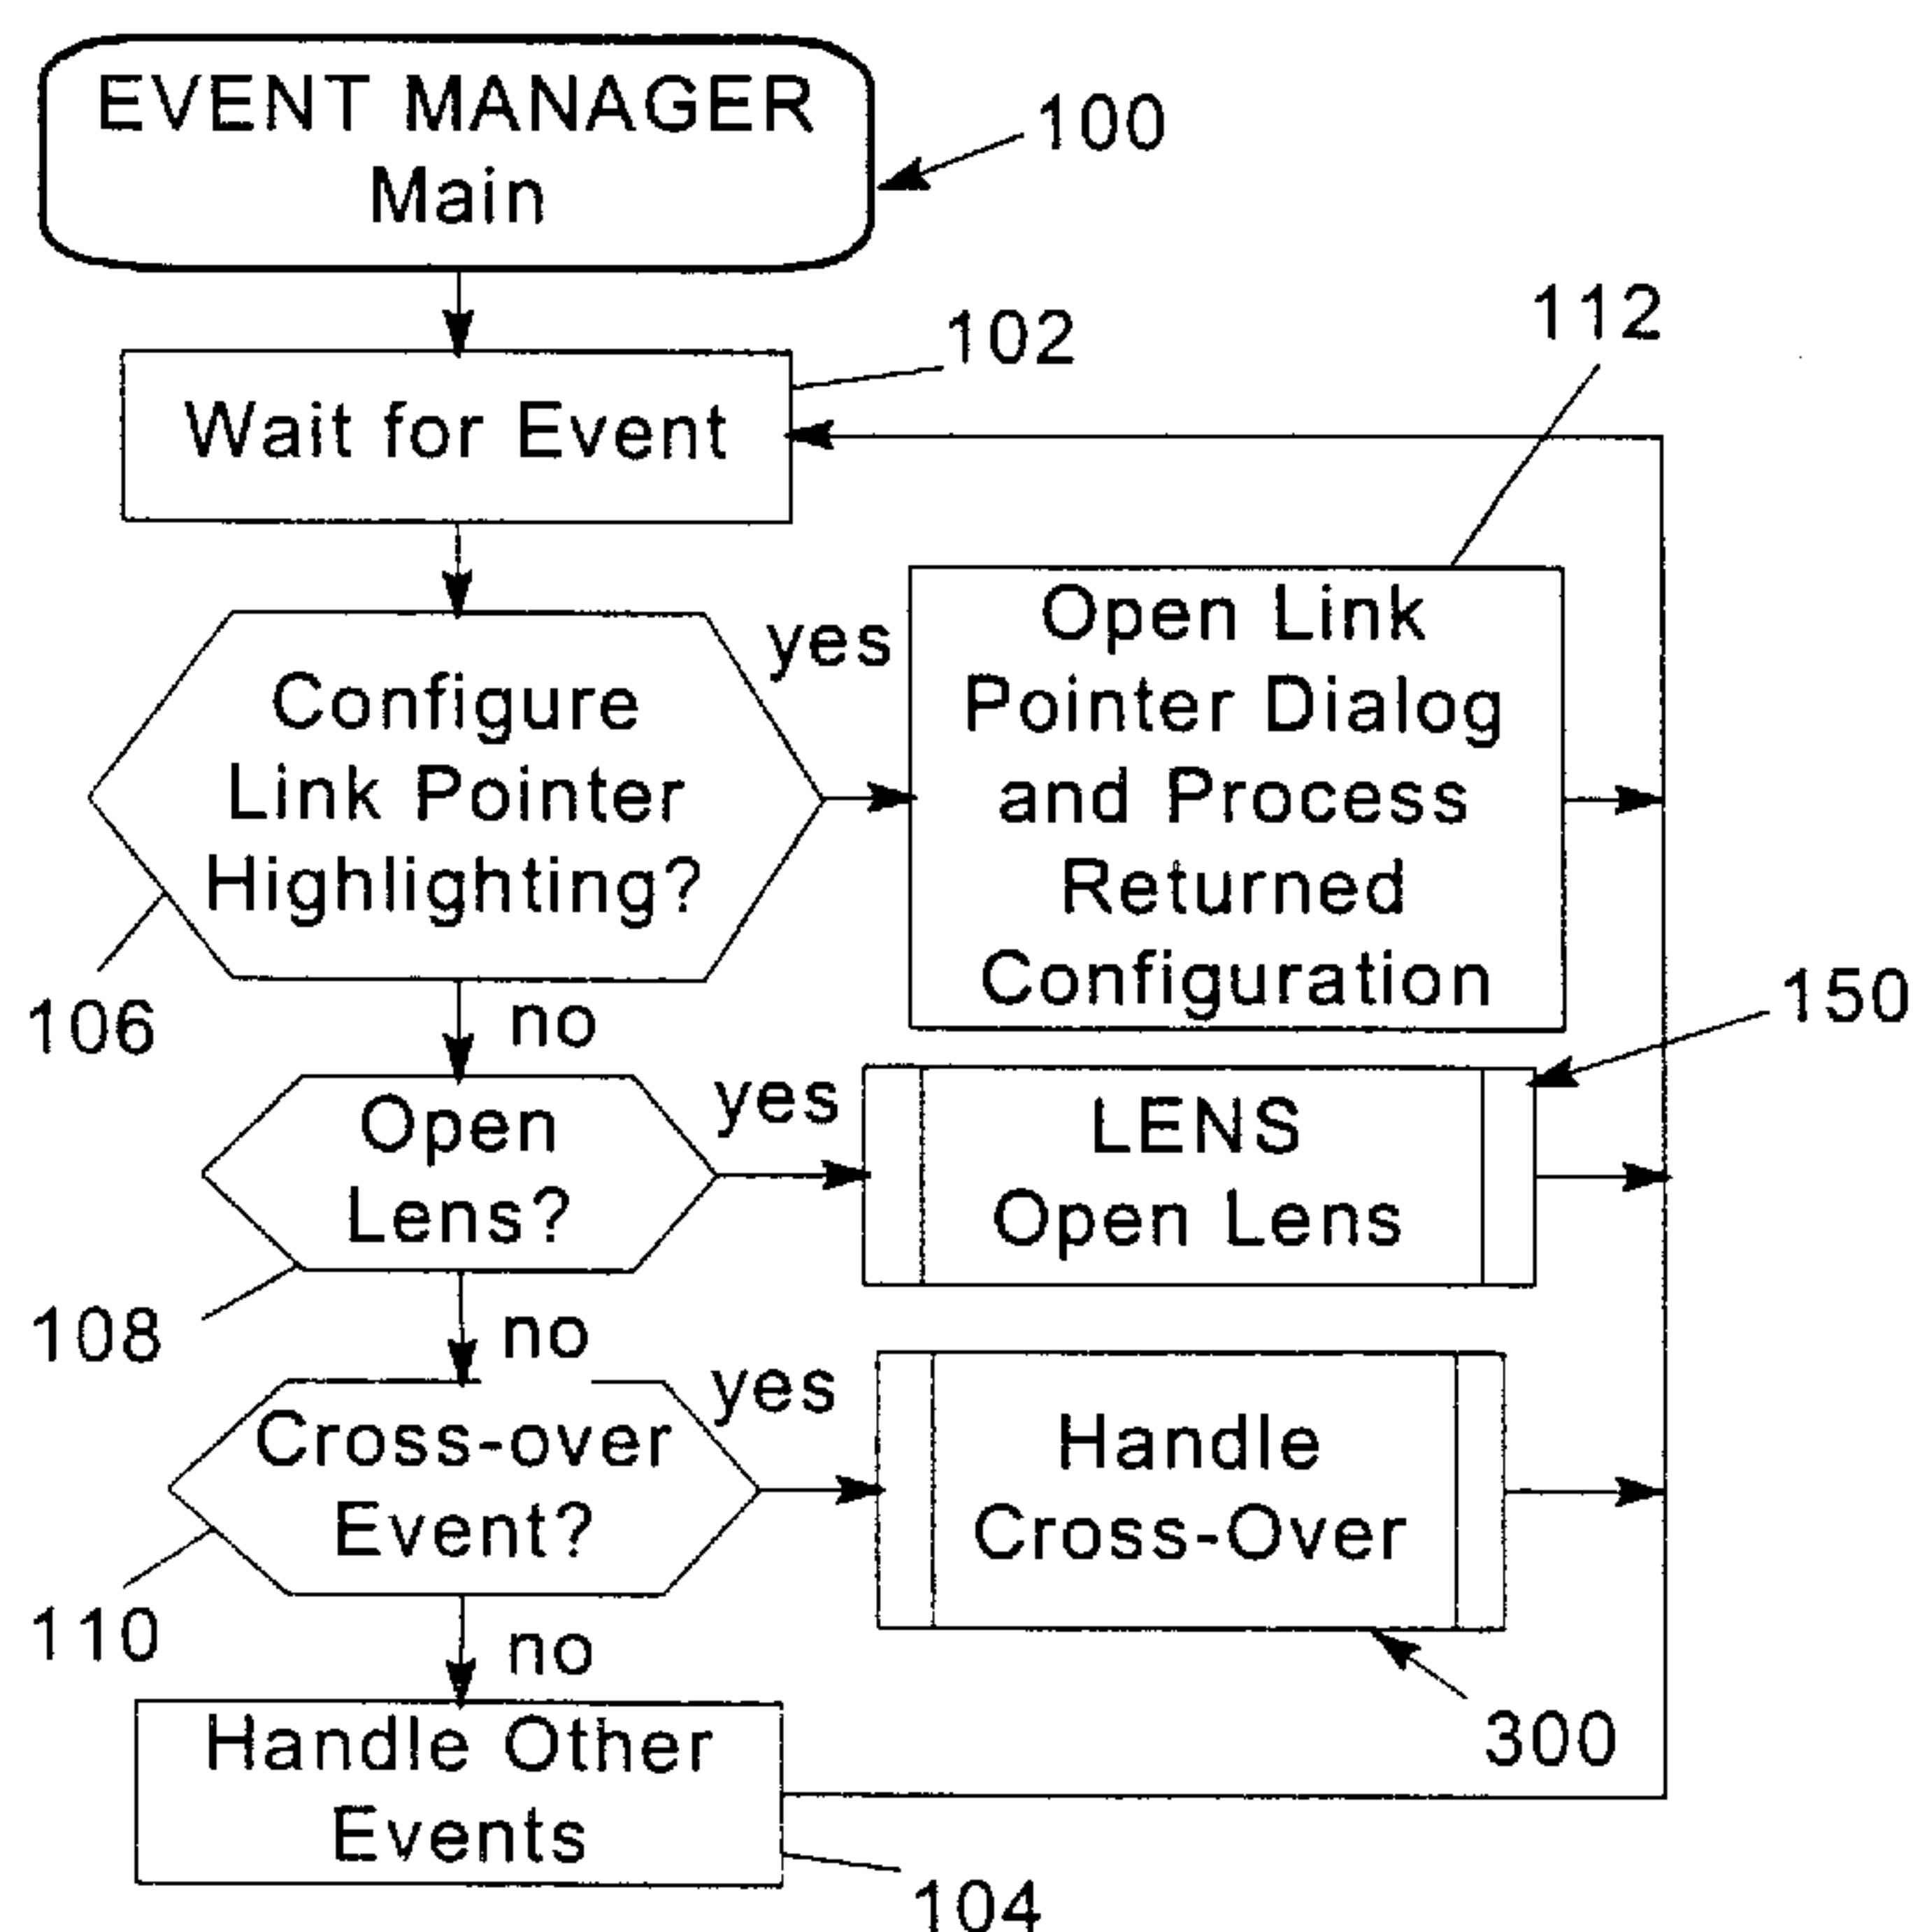 EVENT MANAGER
Main
100
102
112
Wait for Event
Configure
Link Pointer
Highlighting?
yes
106
no
Open Link
Pointer Dialog
and Process
Returned
Configuration
150
Open
Lens?
yes
108
no
LENS
Open Lens
Cross-over
Event?
yes
110
no
Handle
Cross-Over
300
Handle Other
Events
104